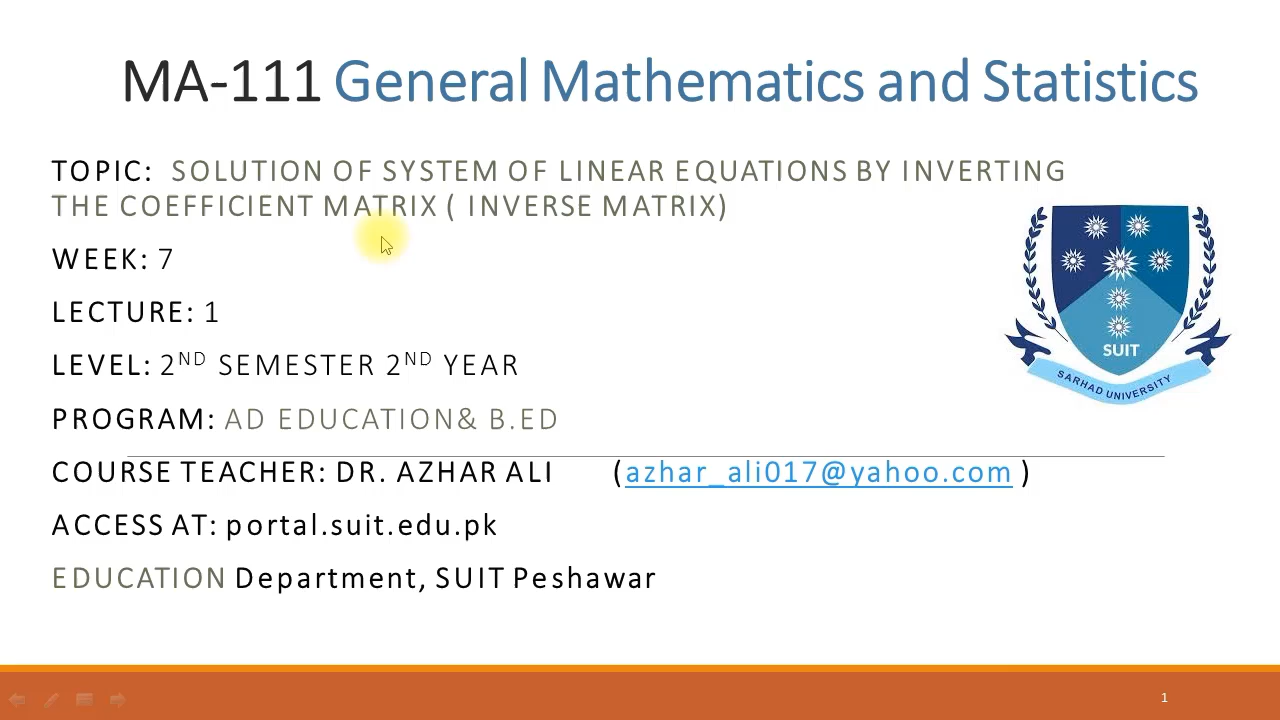 MA-111 General Mathematics and Statistics
TOPIC: SOLUTION OF SYSTEM OF LINEAR EQUATIONS BY INVERTING
THE COEFFICIENT MATRIX ( INVERSE MATRIX)
WEEK: 7
LECTURE: 1
LEVEL: 2ND SEMESTER 2ND YEAR
PROGRAM: AD EDUCATION& B.ED
COURSE TEACHER: DR. AZHAR ALI (azhar_ali017@yahoo.com )
ACCESS AT: portal.suit.edu.pk
EDUCATION Department, SUIT Peshawar
SUIT
SARHAD UNIVERSITY
1